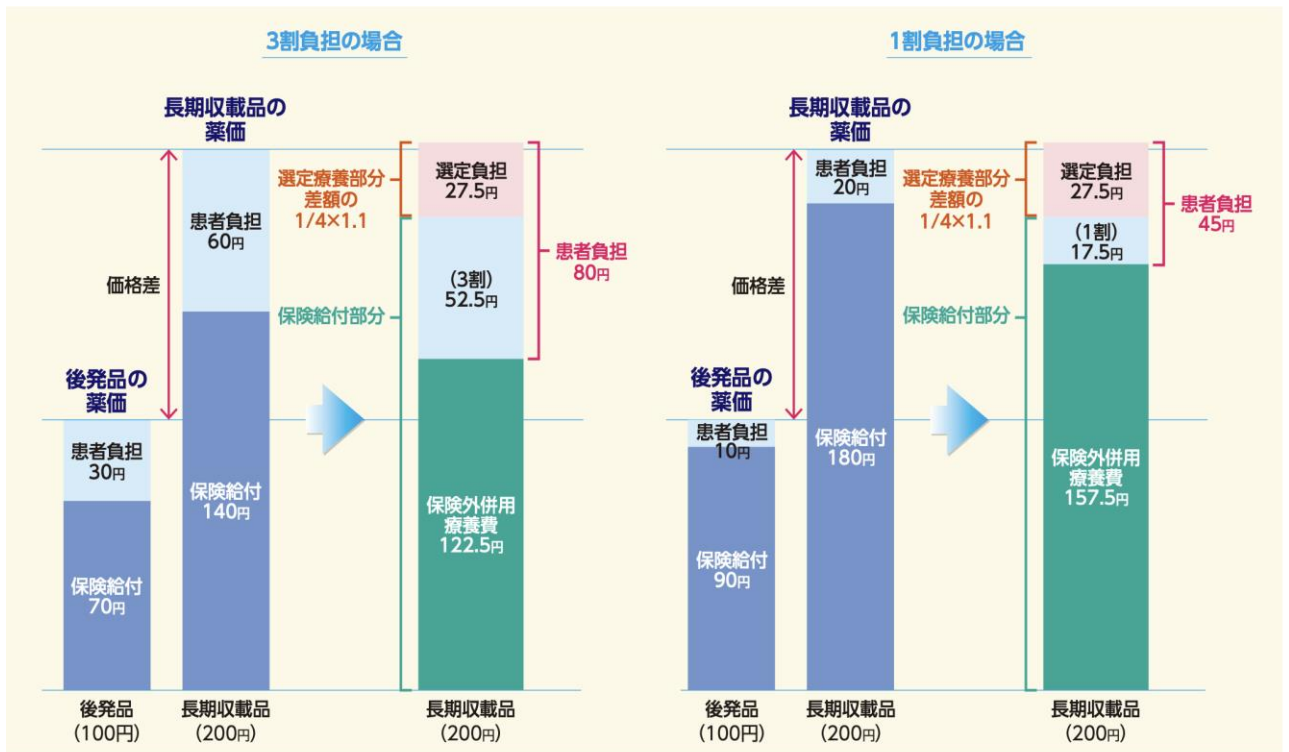 3割負担の場合
長期収載品の
薬価
選定療養部分
差額の
1/4×1.1
選定負担
27.5円
患者負担
60円
患者負担
80円
(3割)
52.5円
価格差
保険給付部分
後発品の
薬価
患者負担
30円
保険給付
140円
保険外併用
療養費
122.5円
保険給付
70円
後発品
(100円)
長期収載品
(200円)
長期収載品
(200円)
1割負担の場合
長期収載品の
薬価
患者負担
20円
選定療養部分
差額の
1/4×1.1
選定負担
27.5円
患者負担
45円
(1割)
17.5円
価格差
保険給付部分
後発品の
薬価
患者負担
10円
保険給付
180円
保険外併用
療養費
157.5円
保険給付
90円
後発品
(100円)
長期収載品
(200円)
長期収載品
(200円)